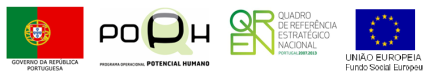 GOVERNO DA REPÚBLICA
PORTUGUESA
POPH
PROGRAMA OPERACIONAL POTENCIAL HUMANO
QREN
QUADRO
DE REFERÊNCIA
ESTRATÉGICO
NACIONAL
PORTUGAL 2007.2013
UNIÃO EUROPEIA
Fundo Social Europeu